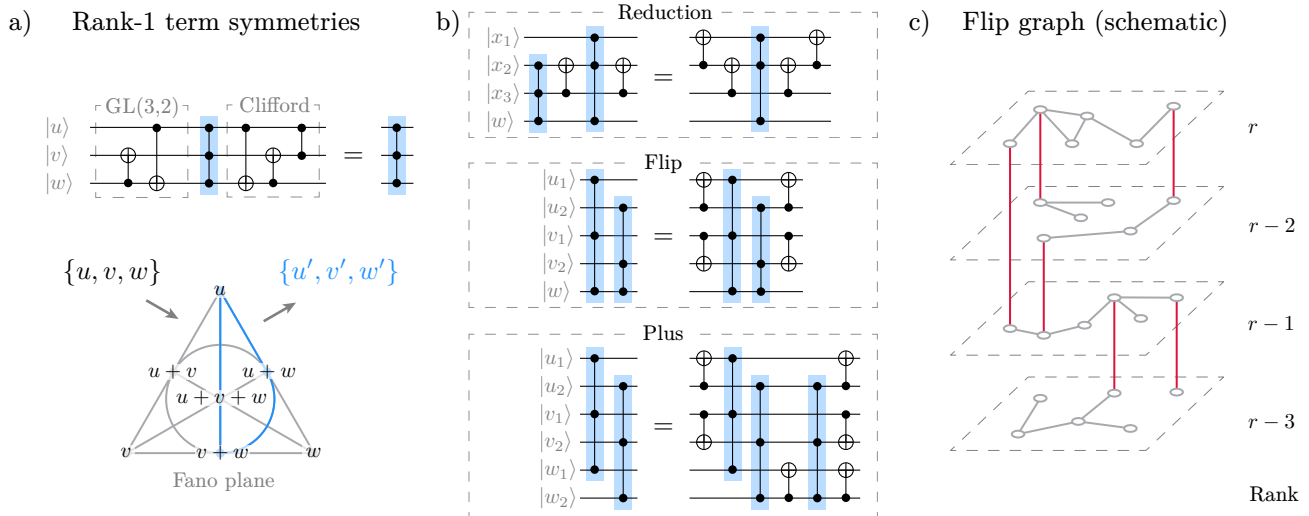 a) Rank-1 term symmetries
GL(3,2) Clifford
|u⟩
|v⟩ =
|w⟩
{u, v, w} {u′, v′, w′}
u
u + v u + w
u + v + w
v v + w w
Fano plane
b)
Reduction
|x₁⟩
|x₂⟩ =
|x₃⟩
|w⟩
Flip
|u₁⟩
|u₂⟩
|v₁⟩ =
|v₂⟩
|w⟩
Plus
|u₁⟩
|u₂⟩
|v₁⟩ =
|v₂⟩
|w₁⟩
|w₂⟩
c) Flip graph (schematic)
r
r − 2
r − 1
r − 3
Rank